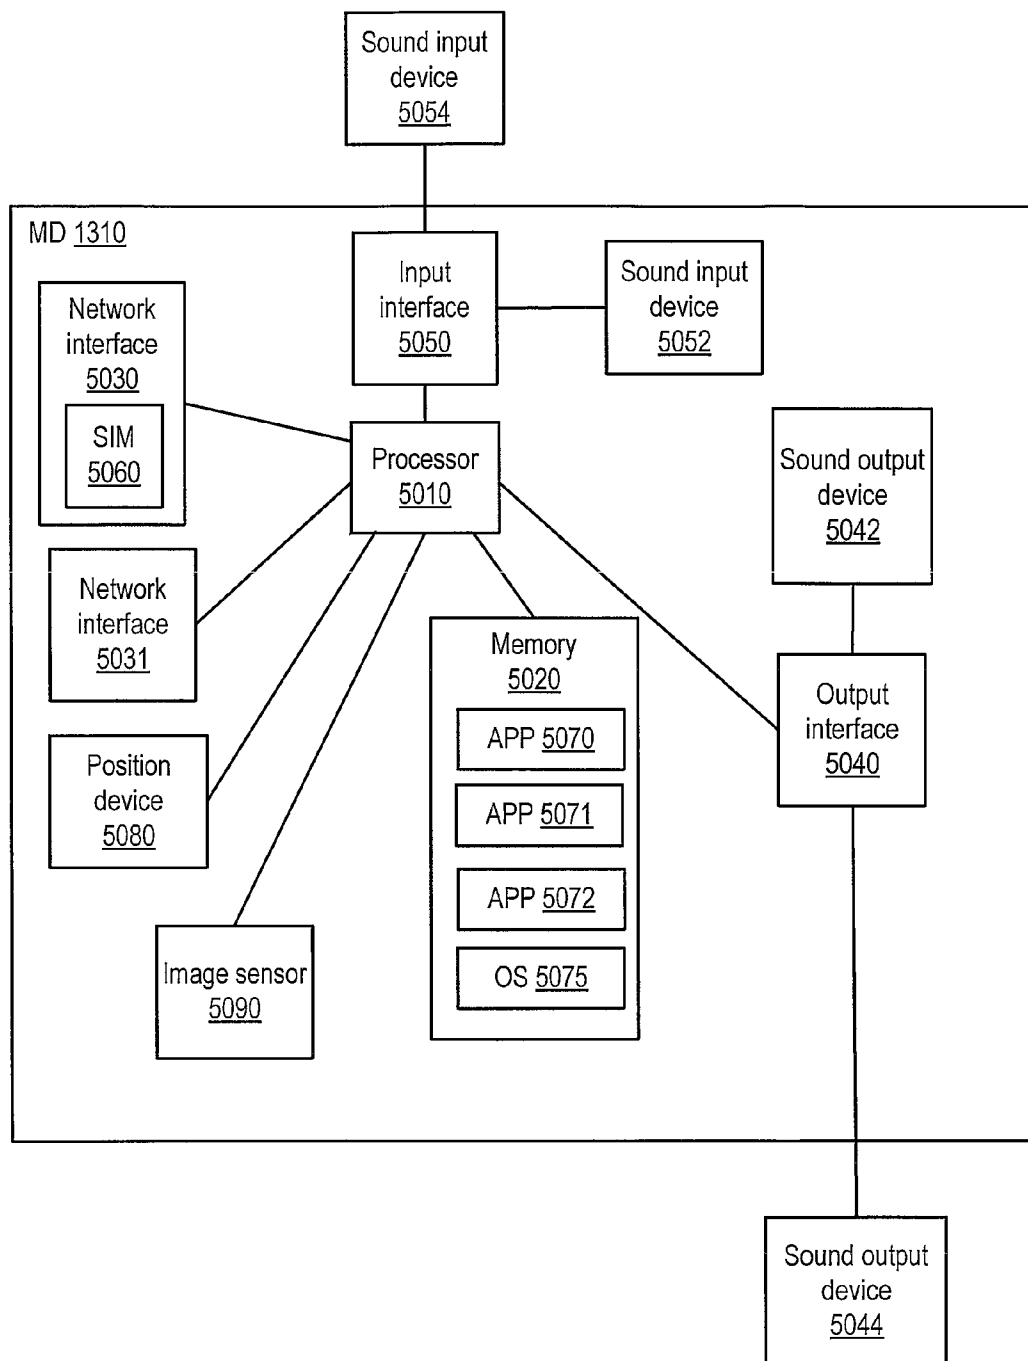 Sound input
device
5054
MD 1310
Input
interface
5050
Sound input
device
5052
Network
interface
5030
SIM
5060
Processor
5010
Sound output
device
5042
Network
interface
5031
Memory
5020
APP 5070
APP 5071
APP 5072
OS 5075
Output
interface
5040
Position
device
5080
Image sensor
5090
Sound output
device
5044